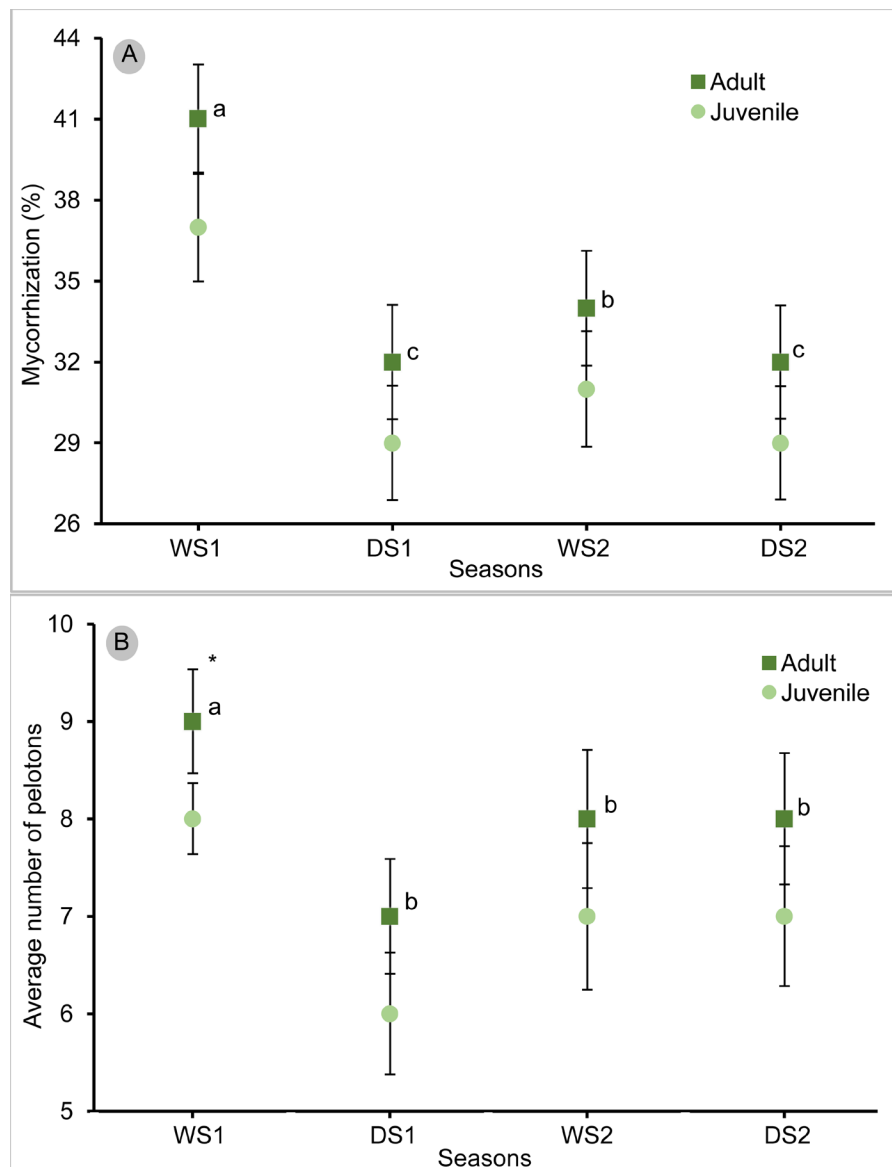 A
Mycorrhization (%)
44
41
38
35
32
29
26
Adult
Juvenile
a
c
b
c
WS1 DS1 WS2 DS2
Seasons
B
Average number of pelotons
10
9
8
7
6
5
Adult
Juvenile
*
a
b
b
b
WS1 DS1 WS2 DS2
Seasons